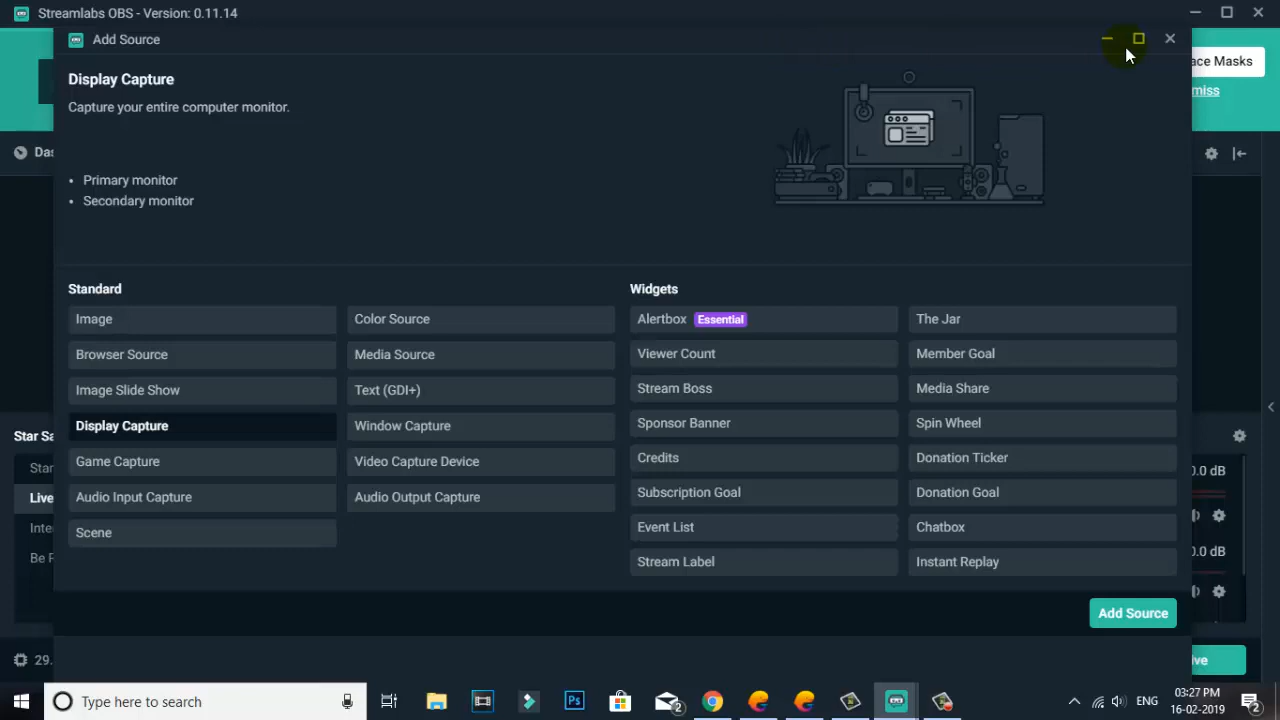 Streamlabs OBS - Version: 0.11.14
Add Source
Display Capture
Capture your entire computer monitor.
• Primary monitor
• Secondary monitor
ace Masks
miss
Das
Standard
Image
Color Source
Browser Source
Media Source
Image Slide Show
Text (GDI+)
Display Capture
Window Capture
Game Capture
Video Capture Device
Audio Input Capture
Audio Output Capture
Scene
Widgets
Alertbox Essential
The Jar
Viewer Count
Member Goal
Stream Boss
Media Share
Sponsor Banner
Spin Wheel
Credits
Donation Ticker
Subscription Goal
Donation Goal
Event List
Chatbox
Stream Label
Instant Replay
Add Source
Star Sa
Star
Live
Inte
Be R
0.0 dB
0.0 dB
29.
ive
Type here to search
Ps
2
ENG
03:27 PM
16-02-2019
2